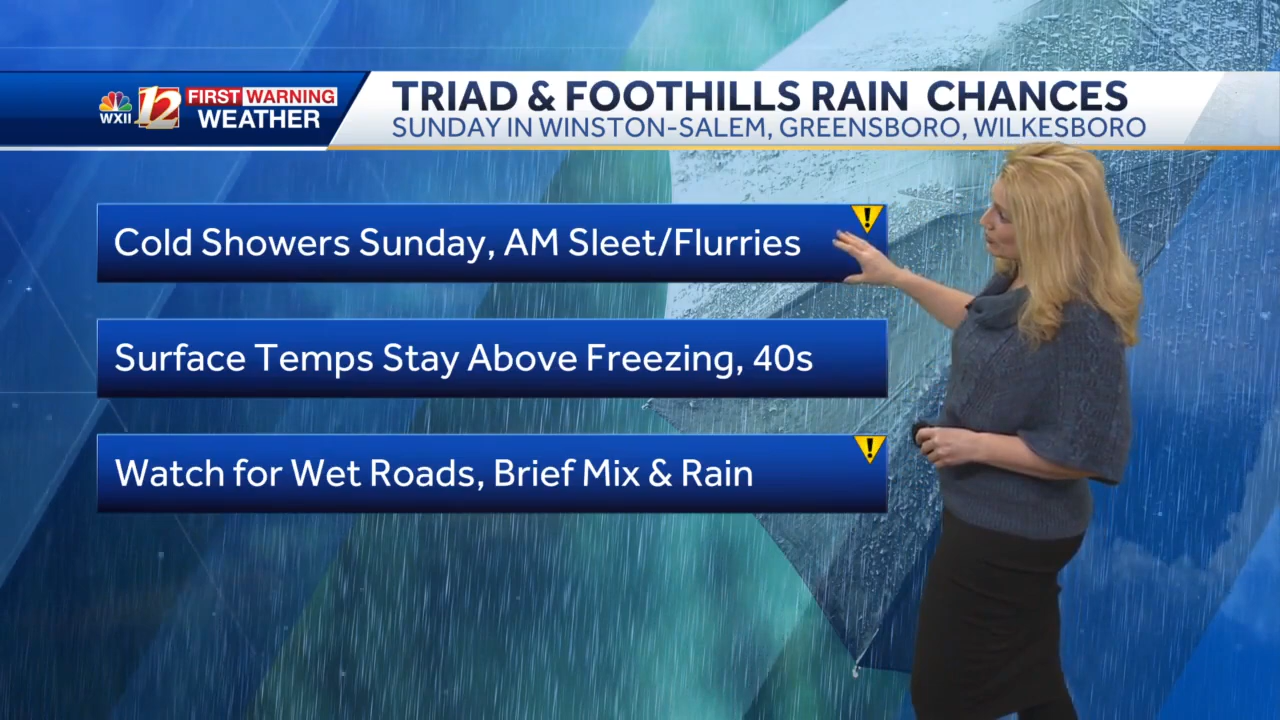 WXII 12 FIRST WARNING
WEATHER
TRIAD & FOOTHILLS RAIN CHANCES
SUNDAY IN WINSTON-SALEM, GREENSBORO, WILKESBORO
Cold Showers Sunday, AM Sleet/Flurries
!
Surface Temps Stay Above Freezing, 40s
Watch for Wet Roads, Brief Mix & Rain
!